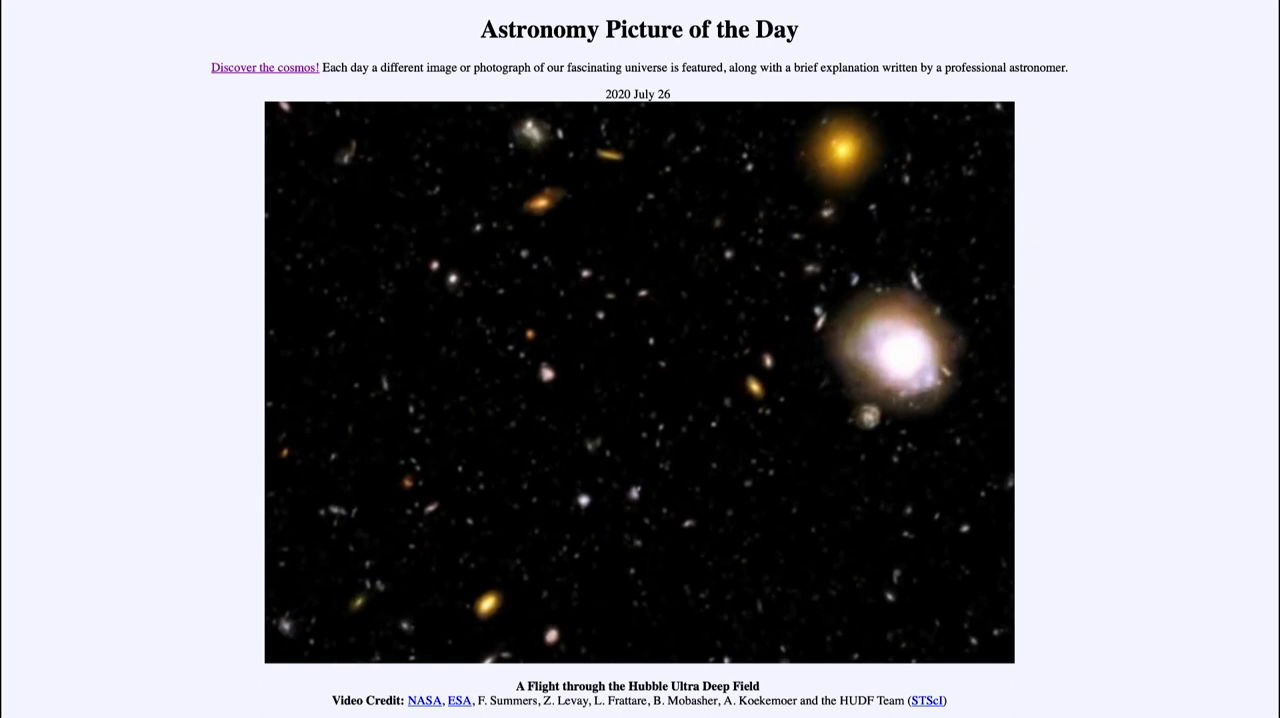 Astronomy Picture of the Day
Discover the cosmos! Each day a different image or photograph of our fascinating universe is featured, along with a brief explanation written by a professional astronomer.
2020 July 26
A Flight through the Hubble Ultra Deep Field
Video Credit: NASA, ESA, F. Summers, Z. Levay, L. Frattare, B. Mobasher, A. Koekemoer and the HUDF Team (STScI)